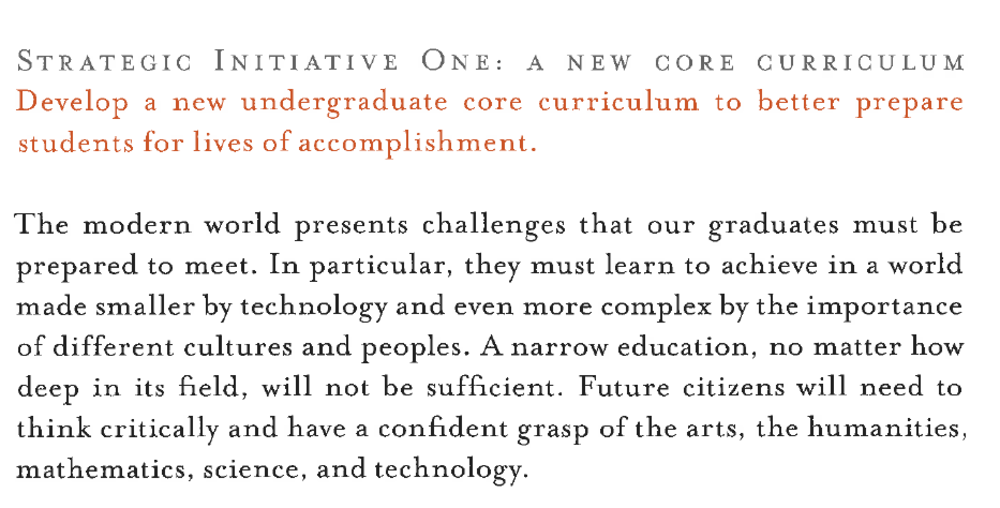 Strategic Initiative One: a new core curriculum
Develop a new undergraduate core curriculum to better prepare
students for lives of accomplishment.
The modern world presents challenges that our graduates must be
prepared to meet. In particular, they must learn to achieve in a world
made smaller by technology and even more complex by the importance
of different cultures and peoples. A narrow education, no matter how
deep in its field, will not be sufficient. Future citizens will need to
think critically and have a confident grasp of the arts, the humanities,
mathematics, science, and technology.